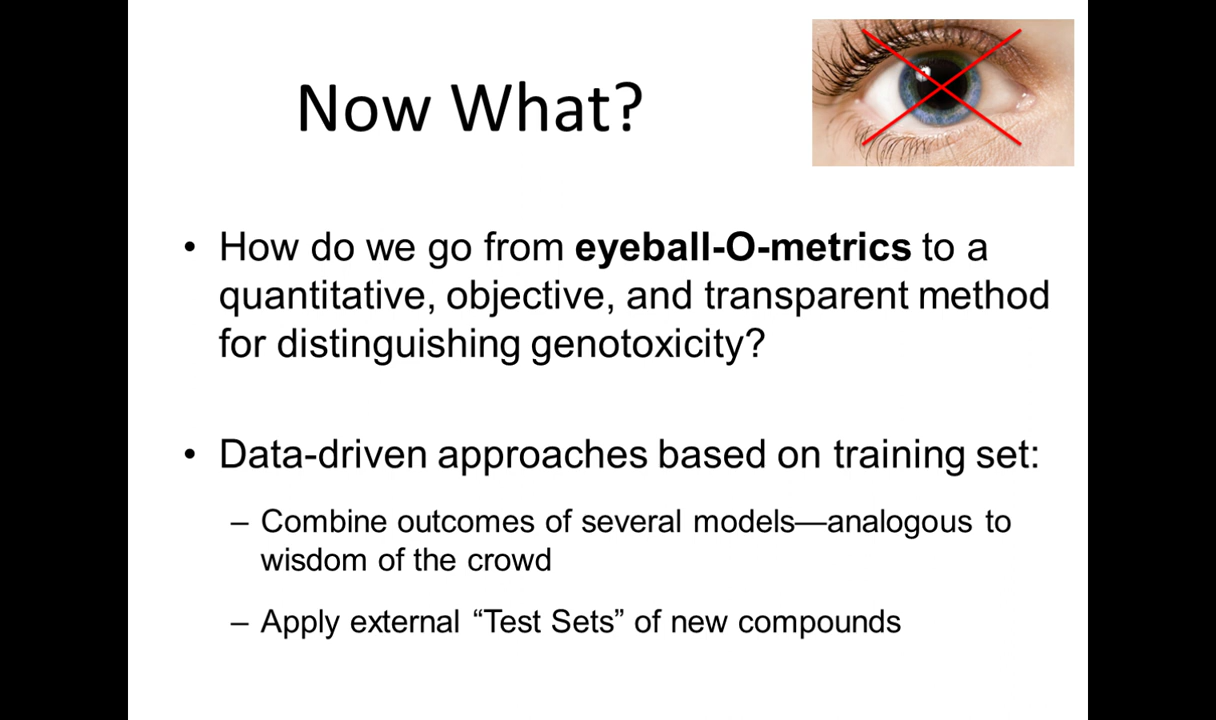 Now What?
• How do we go from eyeball-O-metrics to a
quantitative, objective, and transparent method
for distinguishing genotoxicity?
• Data-driven approaches based on training set:
– Combine outcomes of several models—analogous to
wisdom of the crowd
– Apply external “Test Sets” of new compounds